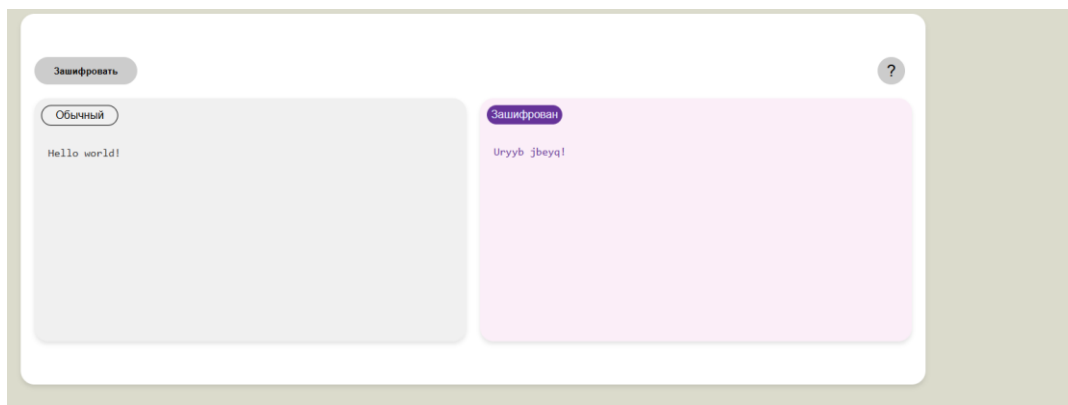 Зашифровать
?
Обычный
Hello world!
Зашифрован
Uryyb jbeyq!